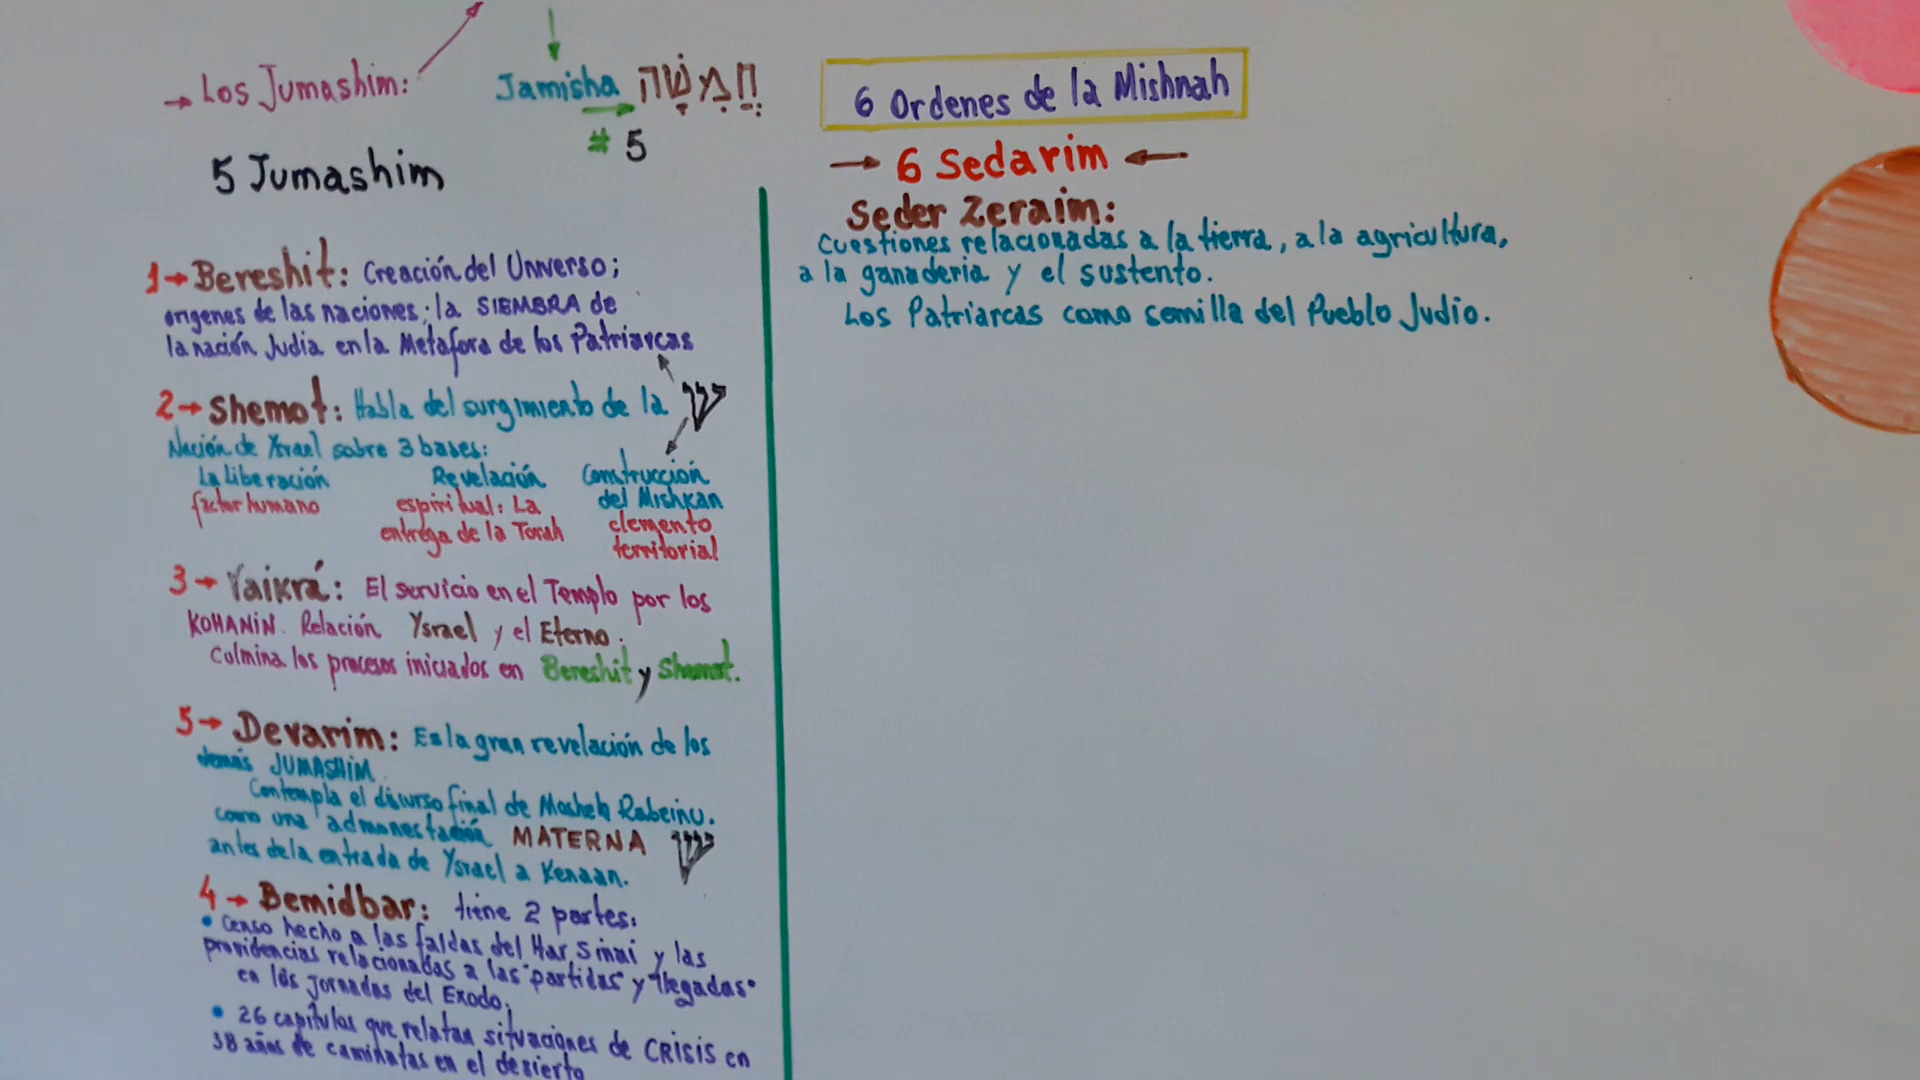 → Los Jumashim:
Jamisha חֲמִשָּׁה
# 5
5 Jumashim
1→ Bereshit: Creación del Universo;
origenes de las naciones; la SIEMBRA de
la nación Judia en la Metafora de los Patriarcas
2→ Shemot: Habla del surgimiento de la
Nación de Ysrael sobre 3 bases:
La Liberación
factor humano
Revelación
espiritual: La
entrega de la Torah
Construcción
del Mishkan
elemento
territorial
3→ Vaikrá: El servicio en el Templo por los
KOHANIN. Relación Ysrael y el Eterno.
Culmina los procesos iniciados en Bereshit y Shemot.
5→ Devarim: Es la gran revelación de los
demás JUMASHIM
Contempla el discurso final de Mosheh Rabeinu.
como una admonestación MATERNA
antes de la entrada de Ysrael a Kenaan.
4→ Bemidbar: tiene 2 partes:
• Censo hecho a las faldas del Har Sinai y las
providencias relacionadas a las "partidas" y "llegadas"
en las jornadas del Exodo;
• 26 capítulos que relatan situaciones de CRISIS en
38 años de caminatas en el desierto
6 Ordenes de la Mishnah
→ 6 Sedarim ←
Seder Zeraim:
Cuestiones relacionadas a la tierra, a la agricultura,
a la ganaderia y el sustento.
Los Patriarcas como semilla del Pueblo Judio.